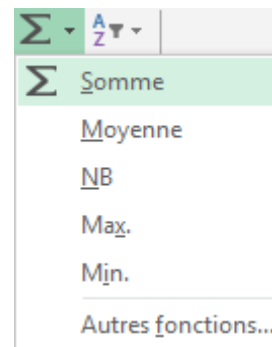 Σ A Z
Σ Somme
Moyenne
NB
Max.
Min.
Autres fonctions...